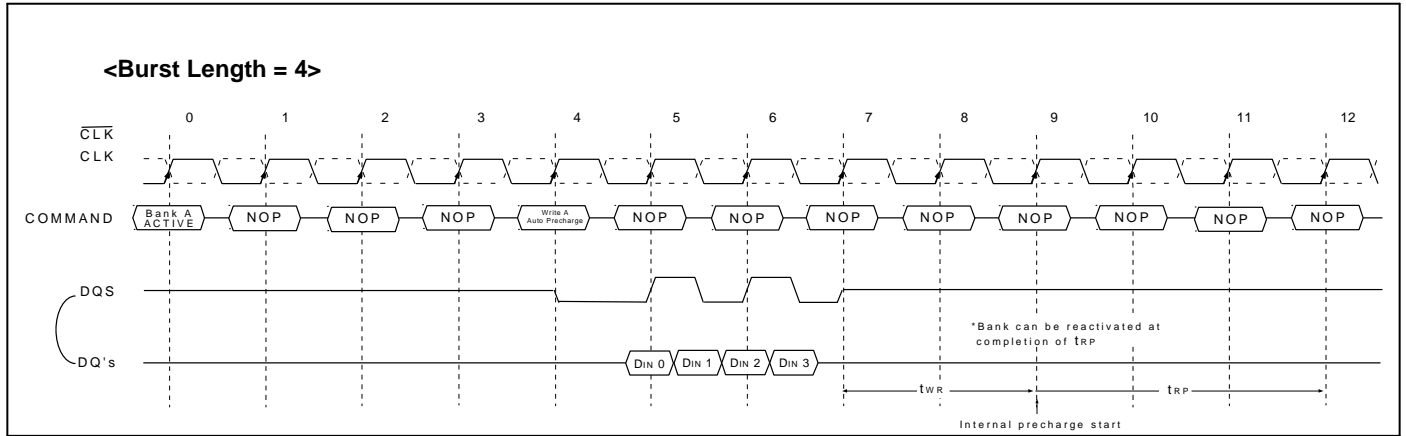 <Burst Length = 4>
0 1 2 3 4 5 6 7 8 9 10 11 12
CLK
CLK
COMMAND Bank A ACTIVE NOP NOP NOP Write A Auto Precharge NOP NOP NOP NOP NOP NOP NOP NOP
DQS
*Bank can be reactivated at
completion of tRP
DQ's DIN 0 DIN 1 DIN 2 DIN 3
tWR tRP
Internal precharge start